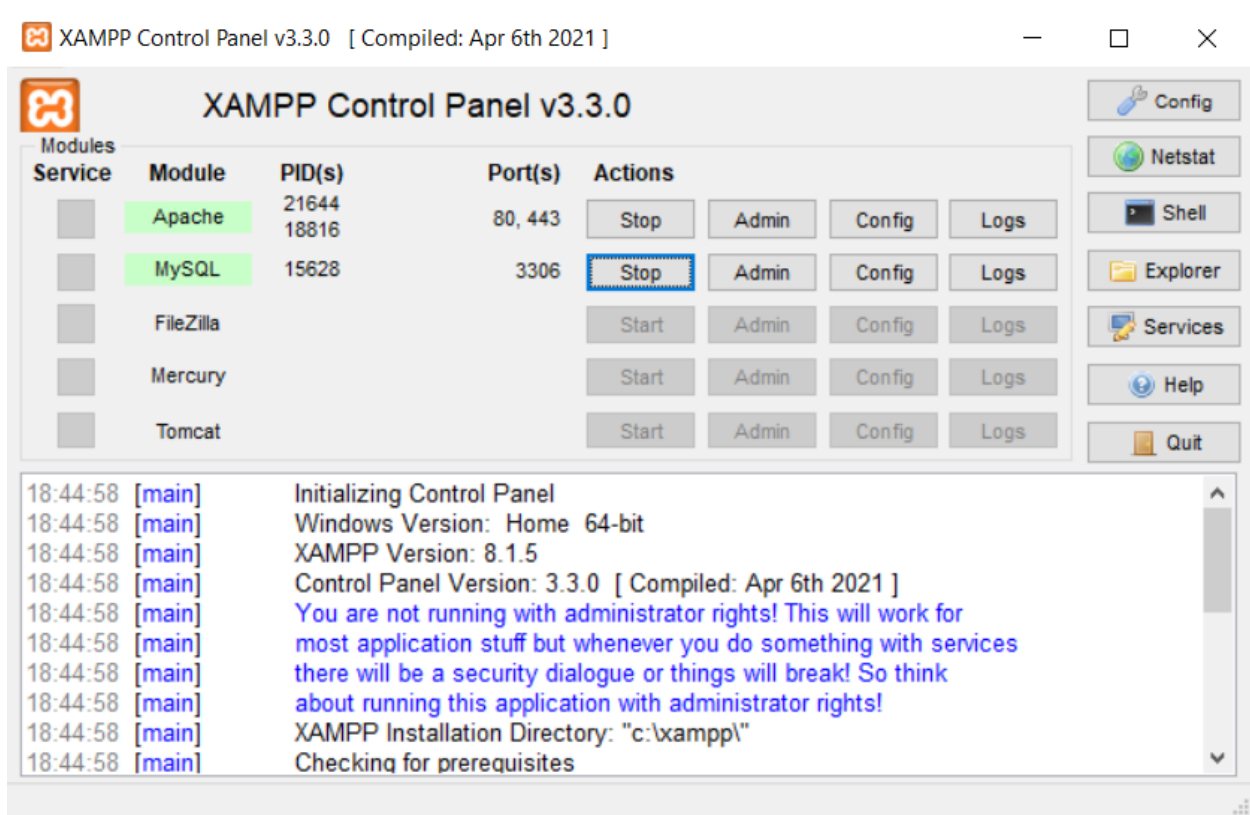 XAMPP Control Panel v3.3.0 [ Compiled: Apr 6th 2021 ]
XAMPP Control Panel v3.3.0
Config
Modules
Netstat
Service Module PID(s) Port(s) Actions
Apache 21644 18816 80, 443 Stop Admin Config Logs
Shell
MySQL 15628 3306 Stop Admin Config Logs
Explorer
FileZilla Start Admin Config Logs
Services
Mercury Start Admin Config Logs
Help
Tomcat Start Admin Config Logs
Quit
18:44:58 [main] Initializing Control Panel
18:44:58 [main] Windows Version: Home 64-bit
18:44:58 [main] XAMPP Version: 8.1.5
18:44:58 [main] Control Panel Version: 3.3.0 [ Compiled: Apr 6th 2021 ]
18:44:58 [main] You are not running with administrator rights! This will work for
18:44:58 [main] most application stuff but whenever you do something with services
18:44:58 [main] there will be a security dialogue or things will break! So think
18:44:58 [main] about running this application with administrator rights!
18:44:58 [main] XAMPP Installation Directory: "c:\xampp\"
18:44:58 [main] Checking for prerequisites